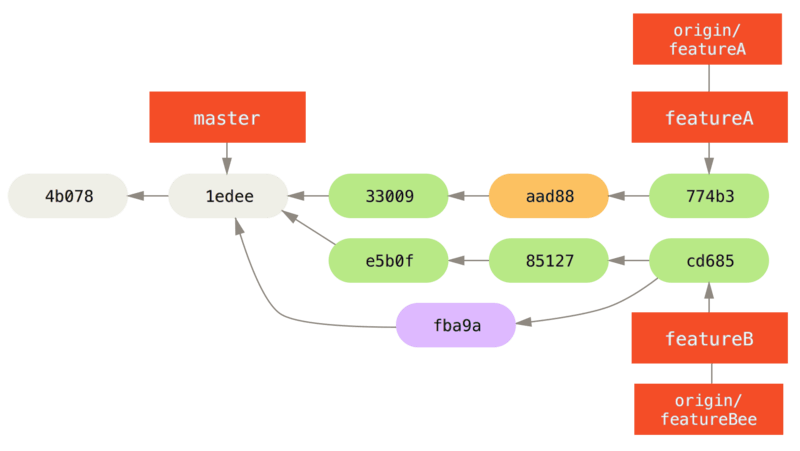 origin/
featureA
master
featureA
4b078
1edee
33009
aad88
774b3
e5b0f
85127
cd685
fba9a
featureB
origin/
featureBee